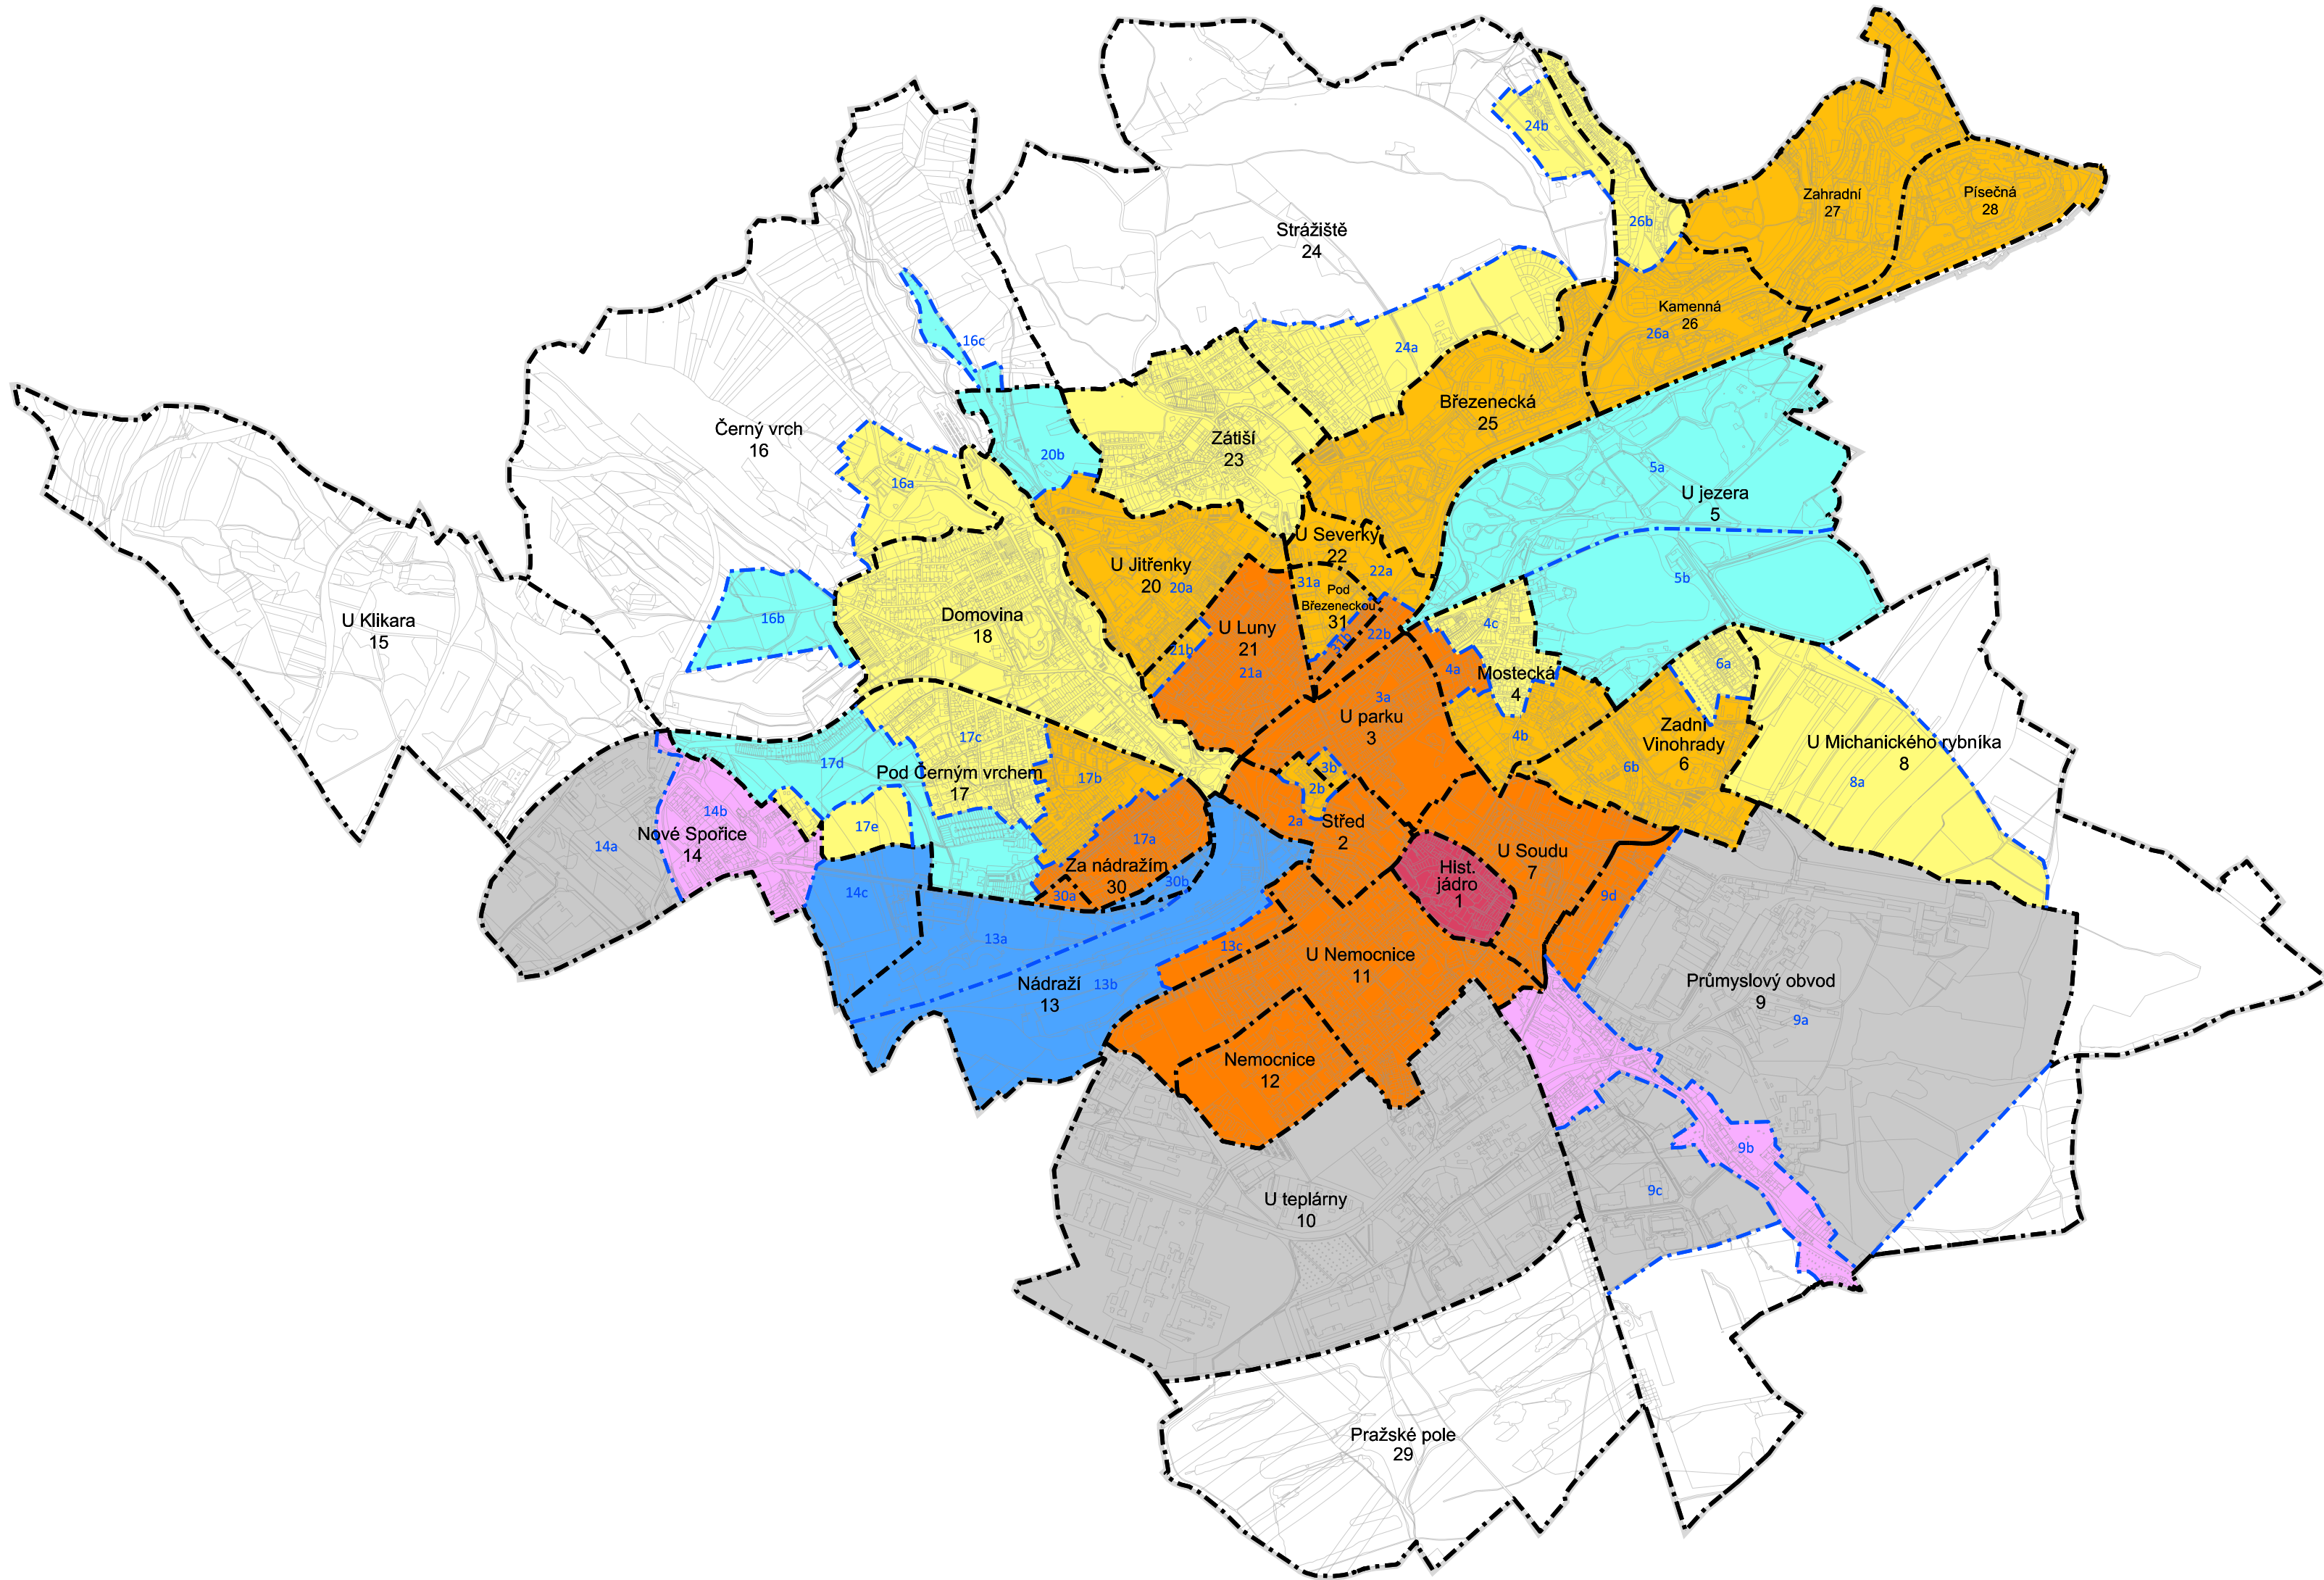 24b
Zahradní
27
Písečná
28
26b
Strážiště
24
Kamenná
26
26a
16c
24a
Březenecká
25
Černý vrch
16
Zátiší
23
20b
16a
5a
U jezera
5
U Severky
22
22a
U Jitřenky
20
20a
31a
Pod
Březeneckou
31
31b
5b
U Klikara
15
16b
Domovina
18
U Luny
21
21b
21a
22b
4c
4a
Mostecká
4
6a
3a
U parku
3
4b
Zadní
Vinohrady
6
6b
U Michanického rybníka
8
8a
17c
17d
Pod Černým vrchem
17
17b
3b
2b
2a
Střed
2
14b
Nové Spořice
14
14a
17e
17a
Za nádražím
30
30a
30b
14c
Hist.
jádro
1
U Soudu
7
9d
13a
13c
Nádraží
13
13b
U Nemocnice
11
Průmyslový obvod
9
9a
Nemocnice
12
9b
9c
U teplárny
10
Pražské pole
29